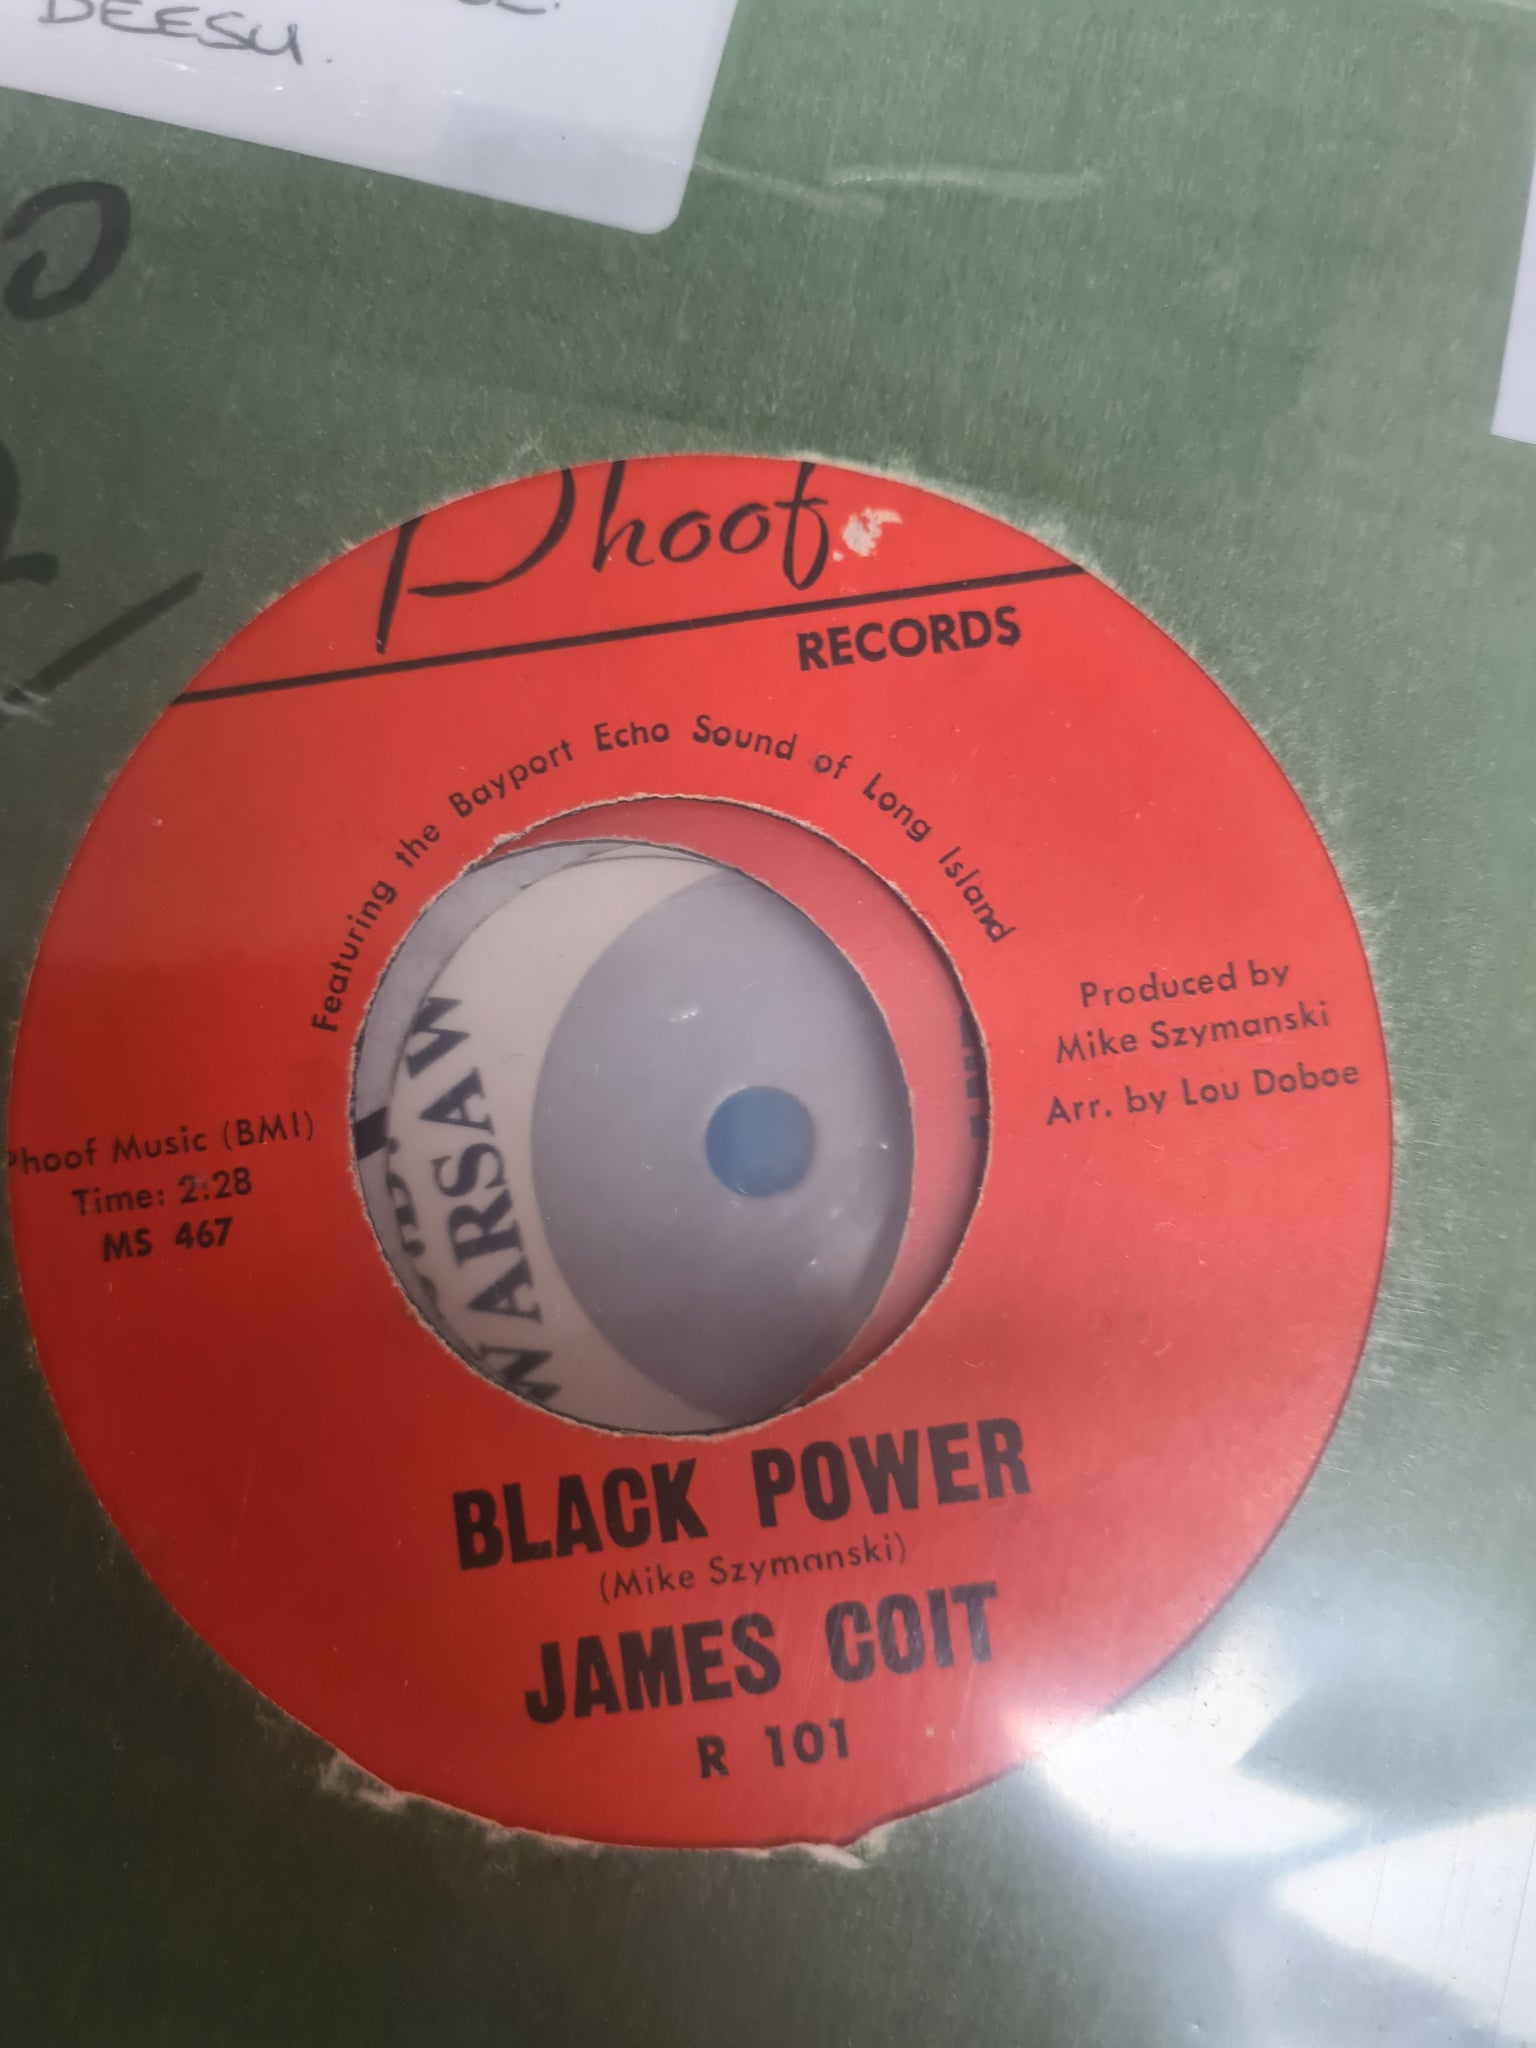 DEESU.
Phoof
RECORDS
Featuring the Bayport Echo Sound of Long Island
Produced by
Mike Szymanski
Arr. by Lou Doboe
Phoof Music (BMI)
Time: 2:28
MS 467
WARSAW
BLACK POWER
(Mike Szymanski)
JAMES COIT
R 101